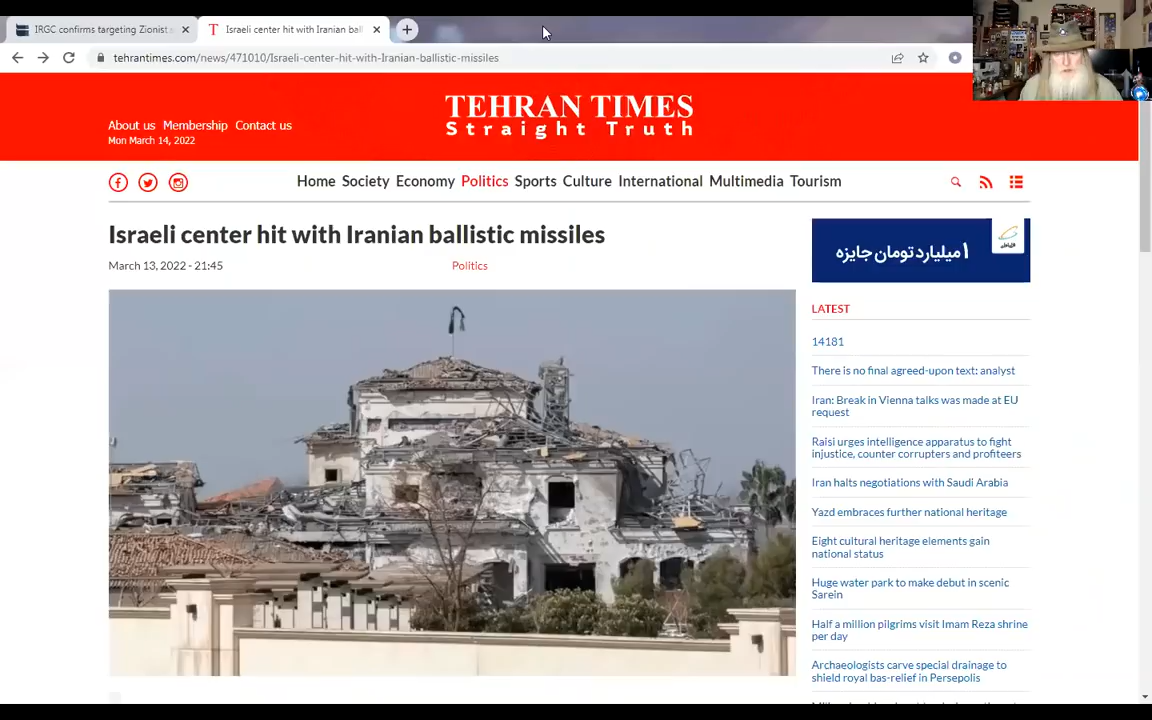 IRGC confirms targeting Zionist s
Israeli center hit with Iranian ball
tehrantimes.com/news/471010/Israeli-center-hit-with-Iranian-ballistic-missiles
TEHRAN TIMES
Straight Truth
About us Membership Contact us
Mon March 14, 2022
Home Society Economy Politics Sports Culture International Multimedia Tourism
Israeli center hit with Iranian ballistic missiles
March 13, 2022 - 21:45
Politics
۱ میلیارد تومان جایزه
LATEST
14181
There is no final agreed-upon text: analyst
Iran: Break in Vienna talks was made at EU
request
Raisi urges intelligence apparatus to fight
injustice, counter corrupters and profiteers
Iran halts negotiations with Saudi Arabia
Yazd embraces further national heritage
Eight cultural heritage elements gain
national status
Huge water park to make debut in scenic
Sarein
Half a million pilgrims visit Imam Reza shrine
per day
Archaeologists carve special drainage to
shield royal bas-relief in Persepolis